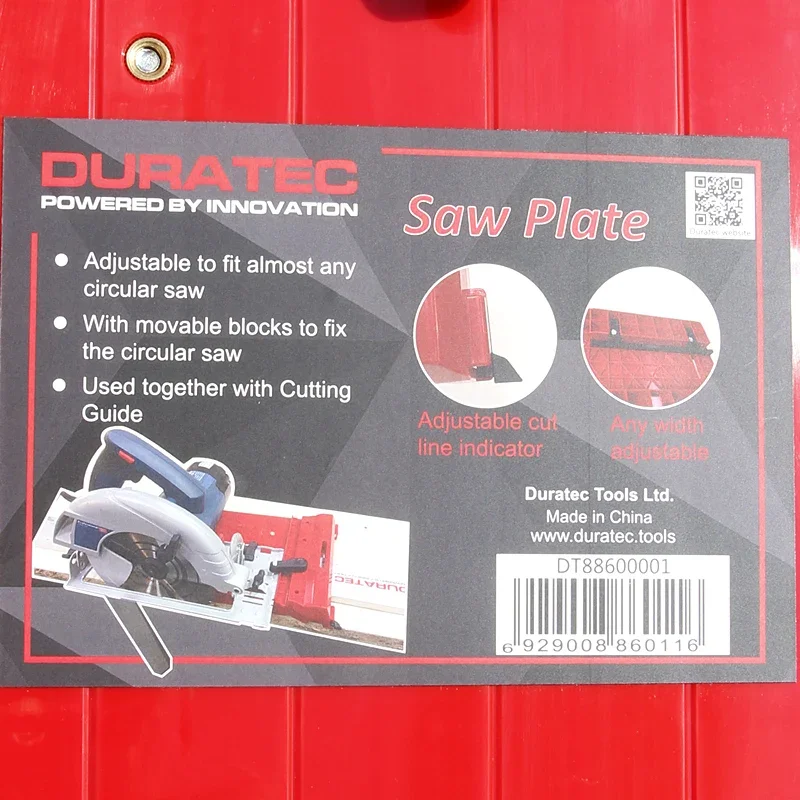 DURATEC
POWERED BY INNOVATION
Saw Plate
Duratec website
Adjustable to fit almost any
circular saw
With movable blocks to fix
the circular saw
Used together with Cutting
Guide
Adjustable cut
line indicator
Any width
adjustable
DURATEC
Duratec Tools Ltd.
Made in China
www.duratec.tools
DT88600001
6 929008 860116